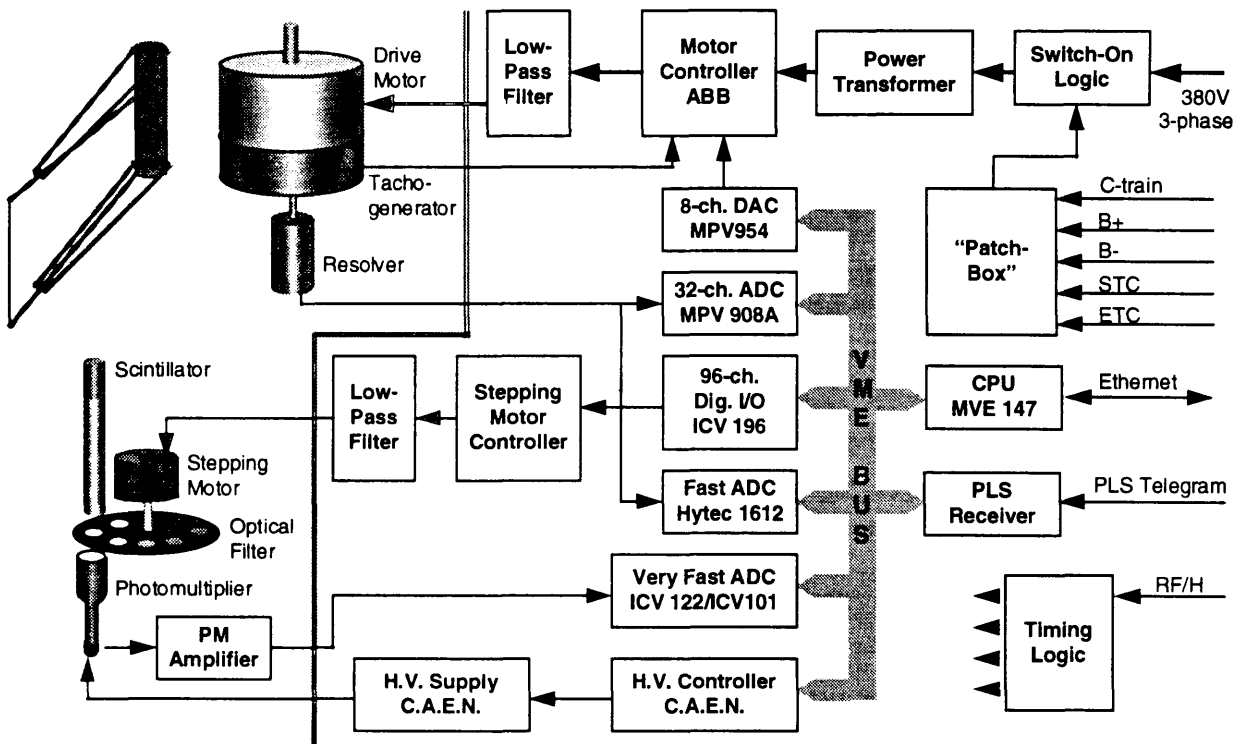 Drive
Motor
Low-
Pass
Filter
Motor
Controller
ABB
Power
Transformer
Switch-On
Logic
380V
3-phase
Tacho-
generator
Resolver
8-ch. DAC
MPV954
32-ch. ADC
MPV 908A
"Patch-
Box"
C-train
B+
B-
STC
ETC
Scintillator
Low-
Pass
Filter
Stepping
Motor
Controller
96-ch.
Dig. I/O
ICV 196
VME BUS
CPU
MVE 147
Ethernet
Stepping
Motor
Fast ADC
Hytec 1612
PLS
Receiver
PLS Telegram
Optical
Filter
Photomultiplier
Very Fast ADC
ICV 122/ICV101
RF/H
Timing
Logic
PM
Amplifier
H.V. Supply
C.A.E.N.
H.V. Controller
C.A.E.N.